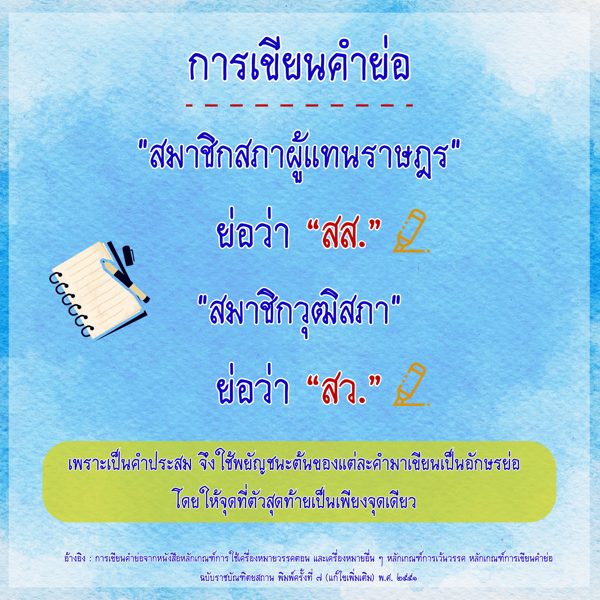 การเขียนคำย่อ
"สมาชิกสภาผู้แทนราษฎร"
ย่อว่า “สส.”
"สมาชิกวุฒิสภา"
ย่อว่า “สว.”
เพราะเป็นคำประสม จึงใช้พยัญชนะต้นของแต่ละคำมาเขียนเป็นอักษรย่อ
โดยให้จุดที่ตัวสุดท้ายเป็นเพียงจุดเดียว
อ้างอิง : การเขียนคำย่อจากหนังสือหลักเกณฑ์การใช้เครื่องหมายวรรคตอน และเครื่องหมายอื่น ๆ หลักเกณฑ์การเว้นวรรค หลักเกณฑ์การเขียนคำย่อ
ฉบับราชบัณฑิตยสถาน พิมพ์ครั้งที่ ๗ (แก้ไขเพิ่มเติม) พ.ศ. ๒๕๕๑